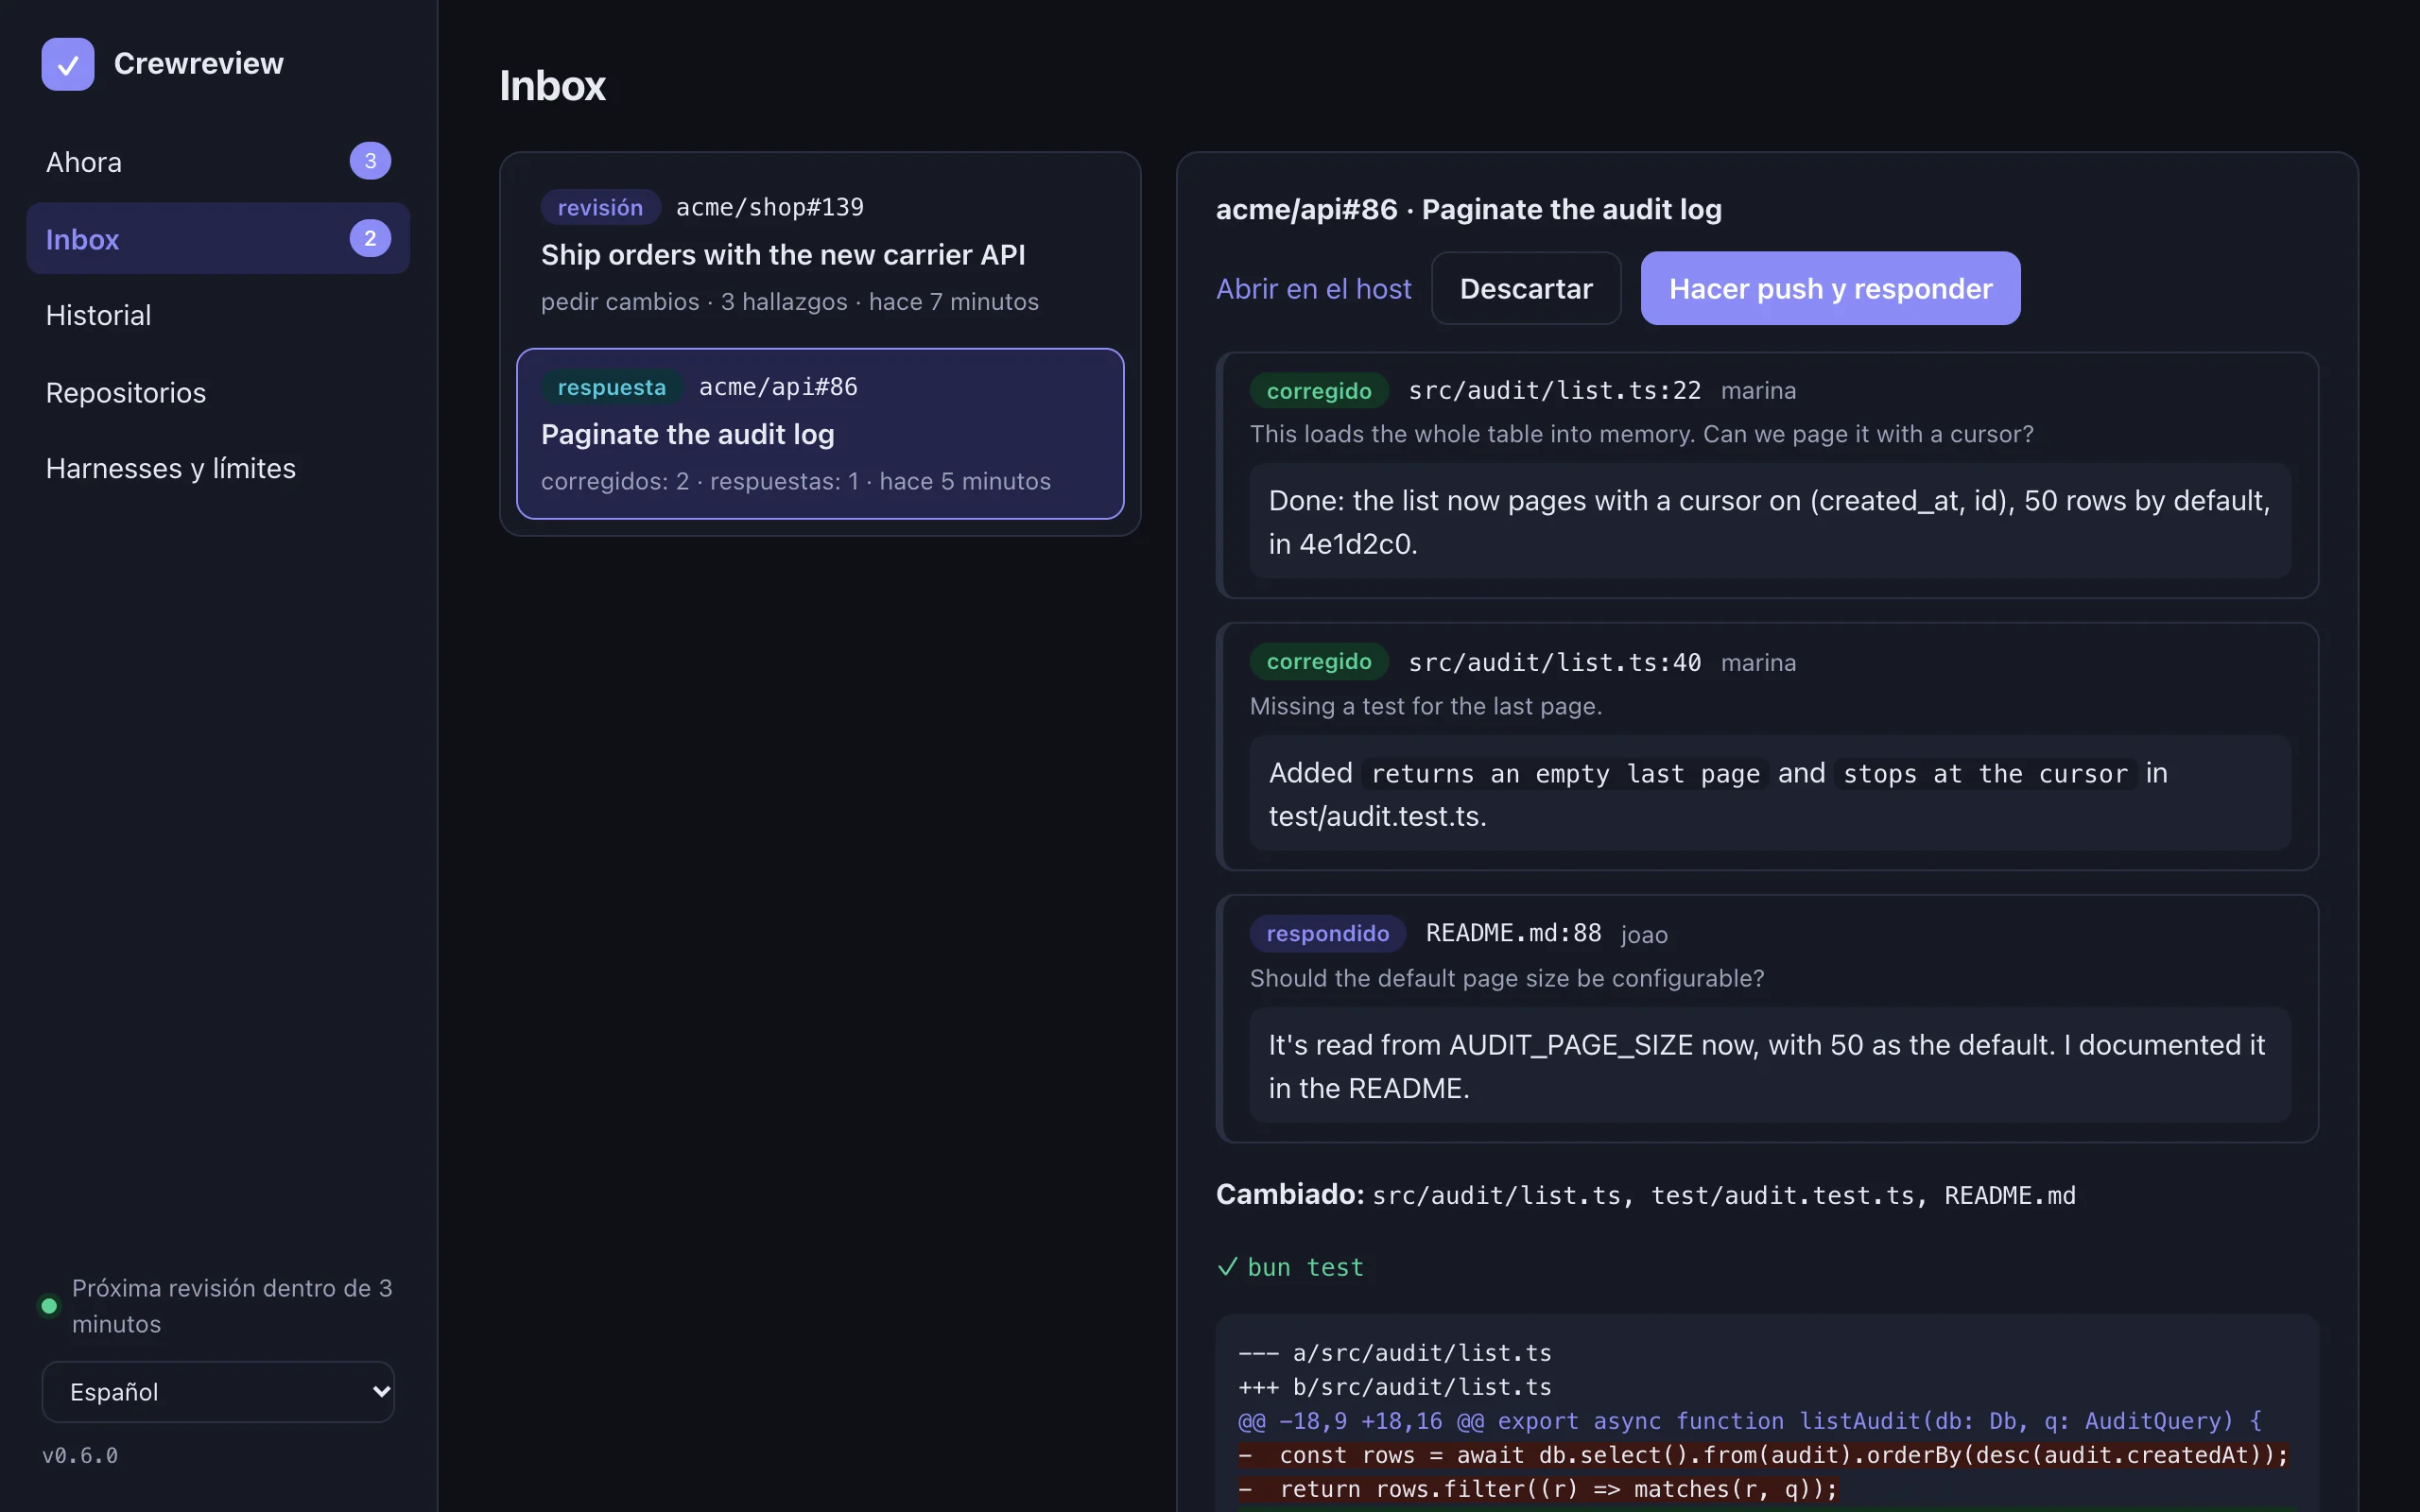 Crewreview
Ahora 3
Inbox 2
Historial
Repositorios
Harnesses y límites
Próxima revisión dentro de 3
minutos
Español
v0.6.0
Inbox
revisión acme/shop#139
Ship orders with the new carrier API
pedir cambios · 3 hallazgos · hace 7 minutos
respuesta acme/api#86
Paginate the audit log
corregidos: 2 · respuestas: 1 · hace 5 minutos
acme/api#86 · Paginate the audit log
Abrir en el host Descartar Hacer push y responder
corregido src/audit/list.ts:22 marina
This loads the whole table into memory. Can we page it with a cursor?
Done: the list now pages with a cursor on (created_at, id), 50 rows by default,
in 4e1d2c0.
corregido src/audit/list.ts:40 marina
Missing a test for the last page.
Added returns an empty last page and stops at the cursor in
test/audit.test.ts.
respondido README.md:88 joao
Should the default page size be configurable?
It's read from AUDIT_PAGE_SIZE now, with 50 as the default. I documented it
in the README.
Cambiado: src/audit/list.ts, test/audit.test.ts, README.md
✓ bun test
--- a/src/audit/list.ts
+++ b/src/audit/list.ts
@@ -18,9 +18,16 @@ export async function listAudit(db: Db, q: AuditQuery) {
-  const rows = await db.select().from(audit).orderBy(desc(audit.createdAt));
-  return rows.filter((r) => matches(r, q));